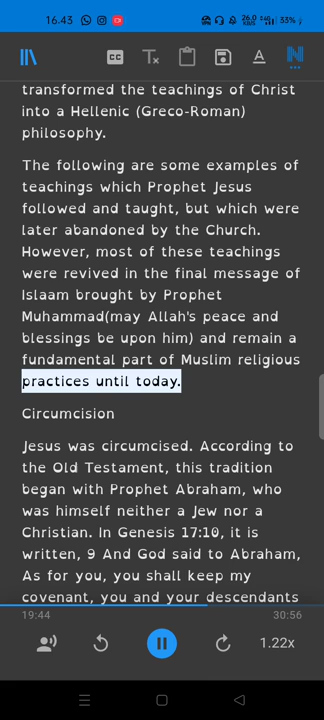 16.43
26.0
KB/S
33%
CC
T
A
N
transformed the teachings of Christ
into a Hellenic (Greco-Roman)
philosophy.
The following are some examples of
teachings which Prophet Jesus
followed and taught, but which were
later abandoned by the Church.
However, most of these teachings
were revived in the final message of
Islaam brought by Prophet
Muhammad(may Allah's peace and
blessings be upon him) and remain a
fundamental part of Muslim religious
practices until today.
Circumcision
Jesus was circumcised. According to
the Old Testament, this tradition
began with Prophet Abraham, who
was himself neither a Jew nor a
Christian. In Genesis 17:10, it is
written, 9 And God said to Abraham,
As for you, you shall keep my
covenant, you and your descendants
19:44
30:56
1.22x